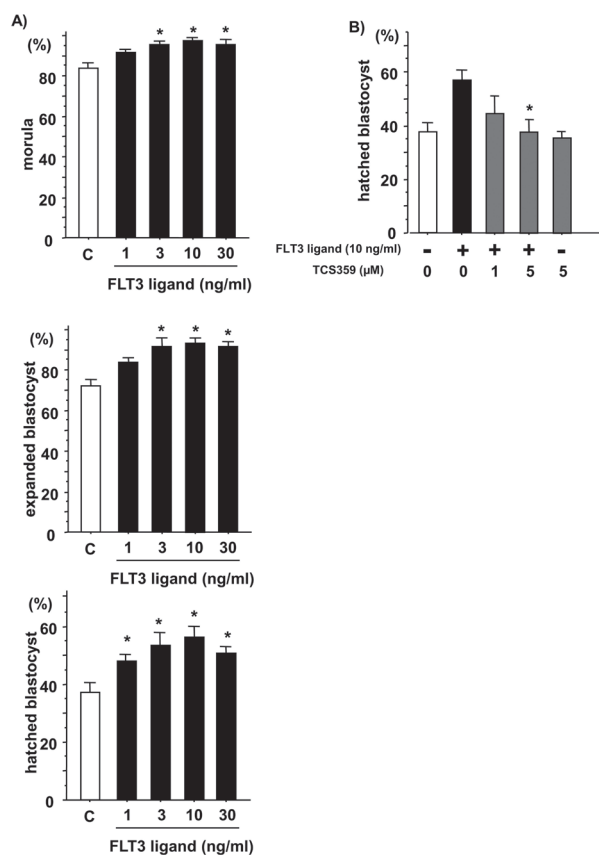 A)
(%)
* * *
80
60
40
20
0
morula
C 1 3 10 30
FLT3 ligand (ng/ml)
(%)
* * *
80
60
40
20
0
expanded blastocyst
C 1 3 10 30
FLT3 ligand (ng/ml)
(%)
* * * *
60
40
20
0
hatched blastocyst
C 1 3 10 30
FLT3 ligand (ng/ml)
B)
(%)
*
60
40
20
0
hatched blastocyst
FLT3 ligand (10 ng/ml) - + + + -
TCS359 (μM) 0 0 1 5 5